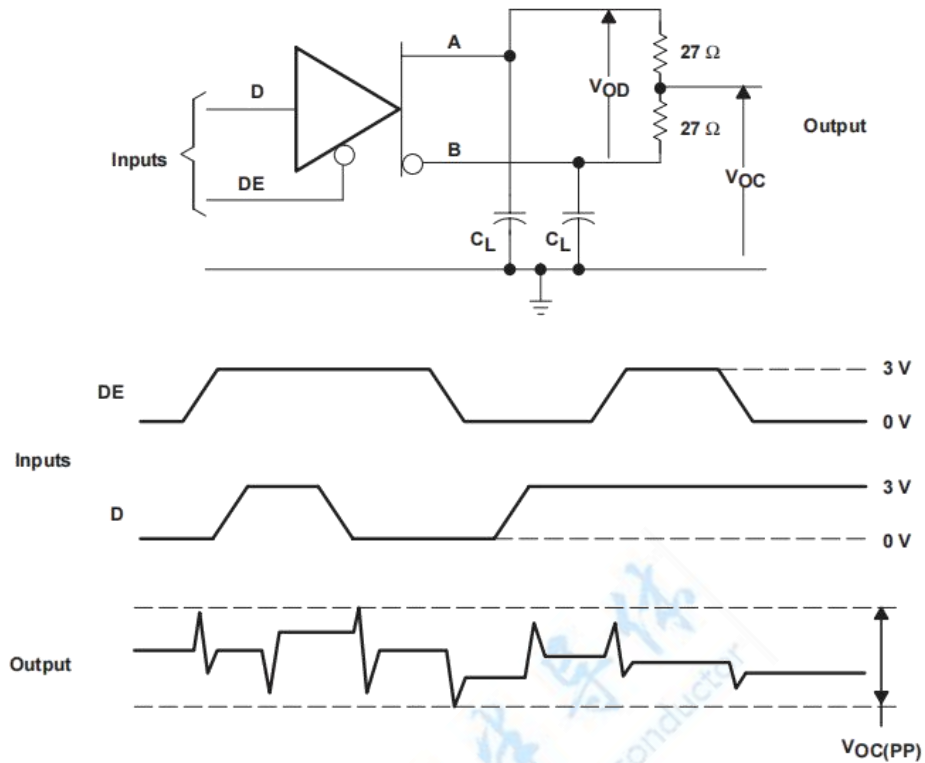 A
27 Ω
VOD
D
27 Ω
Output
Inputs
B
VOC
DE
CL
CL
DE
3 V
0 V
Inputs
D
3 V
0 V
Output
VOC(PP)